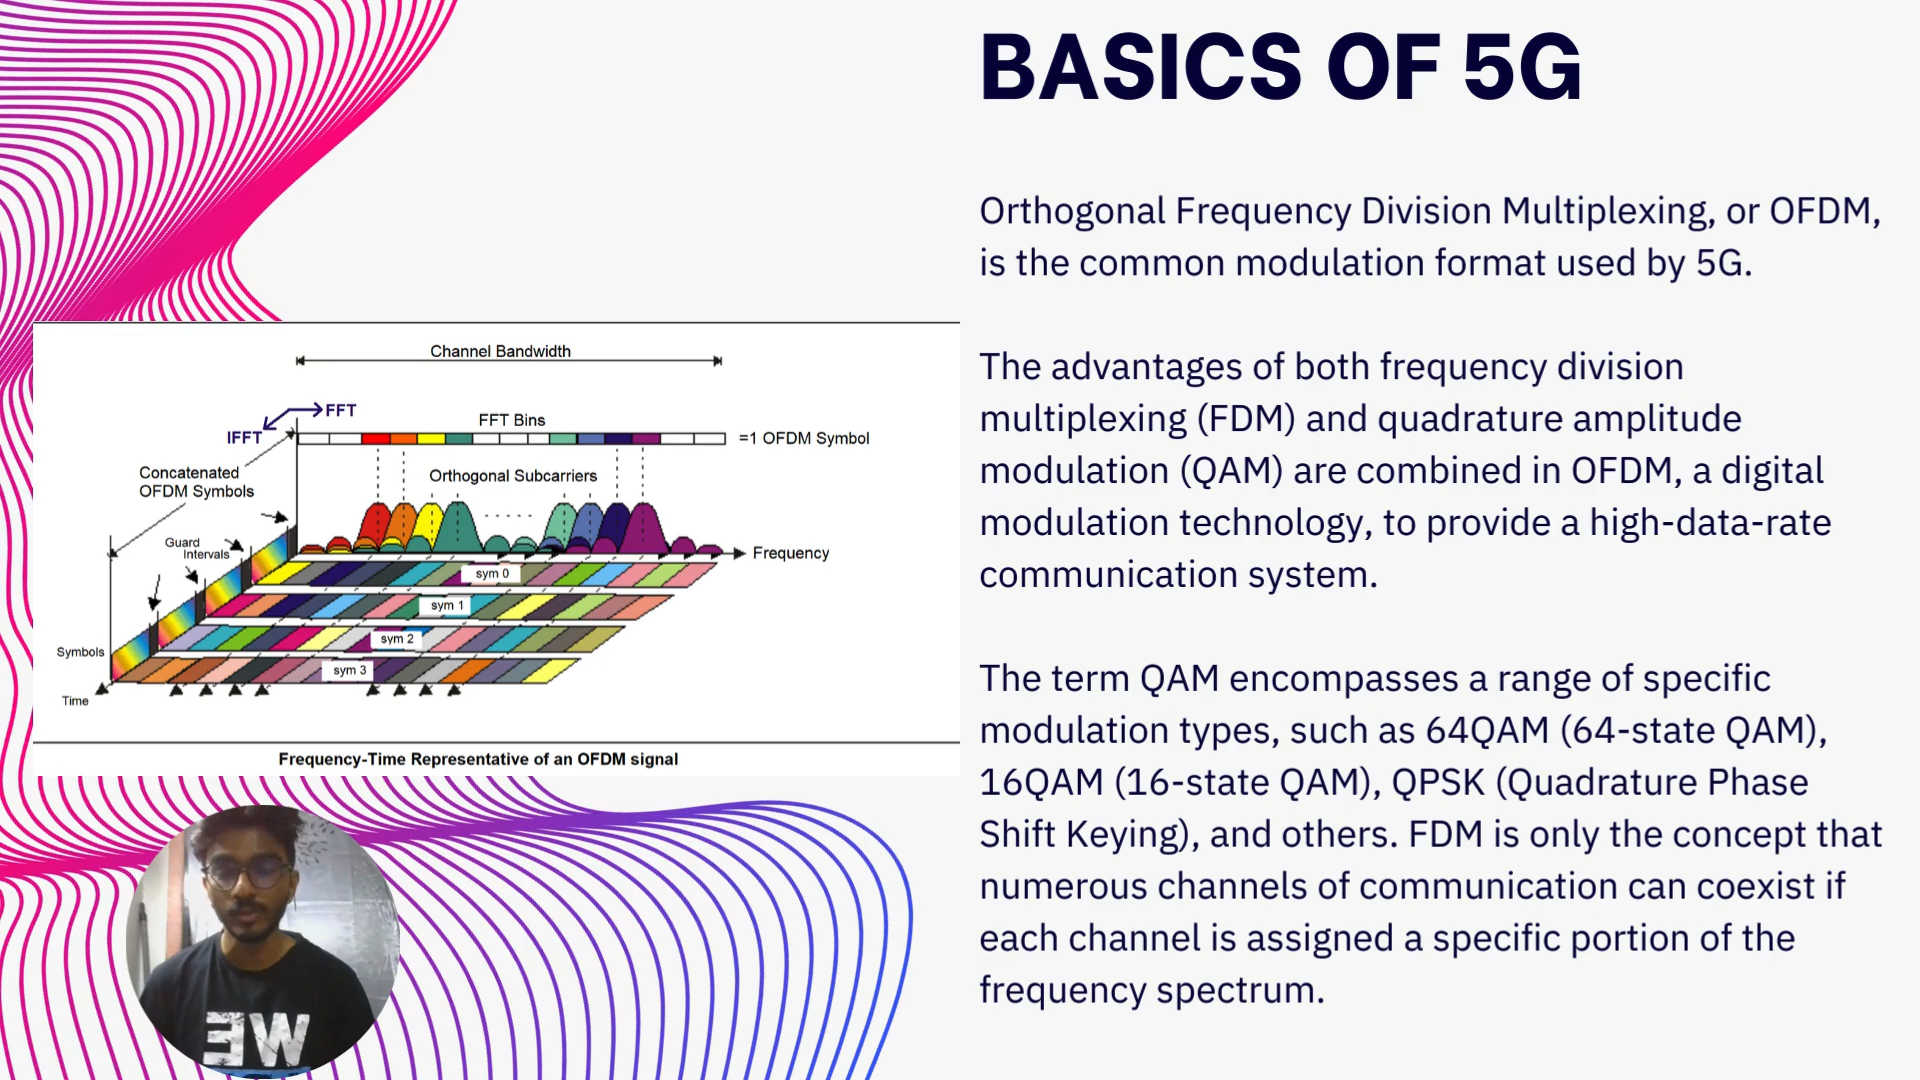 BASICS OF 5G
Orthogonal Frequency Division Multiplexing, or OFDM,
is the common modulation format used by 5G.
The advantages of both frequency division
multiplexing (FDM) and quadrature amplitude
modulation (QAM) are combined in OFDM, a digital
modulation technology, to provide a high-data-rate
communication system.
The term QAM encompasses a range of specific
modulation types, such as 64QAM (64-state QAM),
16QAM (16-state QAM), QPSK (Quadrature Phase
Shift Keying), and others. FDM is only the concept that
numerous channels of communication can coexist if
each channel is assigned a specific portion of the
frequency spectrum.
Channel Bandwidth
FFT
IFFT
FFT Bins
=1 OFDM Symbol
Concatenated
OFDM Symbols
Orthogonal Subcarriers
Guard
Intervals
Frequency
sym 0
sym 1
sym 2
sym 3
Symbols
Time
Frequency-Time Representative of an OFDM signal